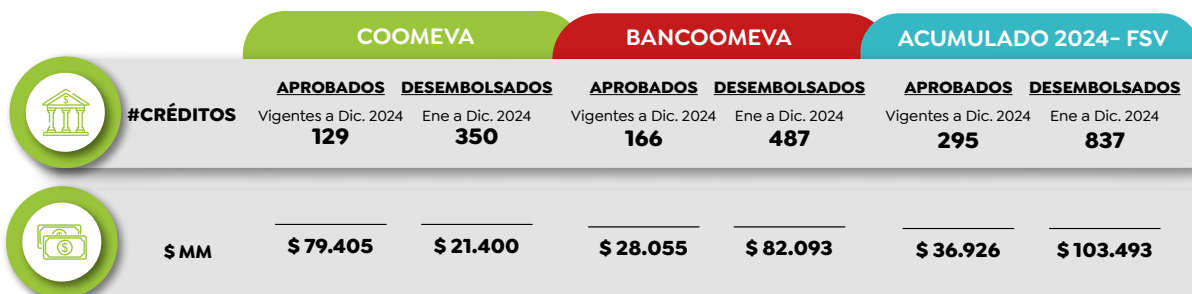 COOMEVA BANCOOMEVA ACUMULADO 2024- FSV
APROBADOS DESEMBOLSADOS APROBADOS DESEMBOLSADOS APROBADOS DESEMBOLSADOS
#CRÉDITOS Vigentes a Dic. 2024 Ene a Dic. 2024 Vigentes a Dic. 2024 Ene a Dic. 2024 Vigentes a Dic. 2024 Ene a Dic. 2024
129 350 166 487 295 837
$ MM $ 79.405 $ 21.400 $ 28.055 $ 82.093 $ 36.926 $ 103.493